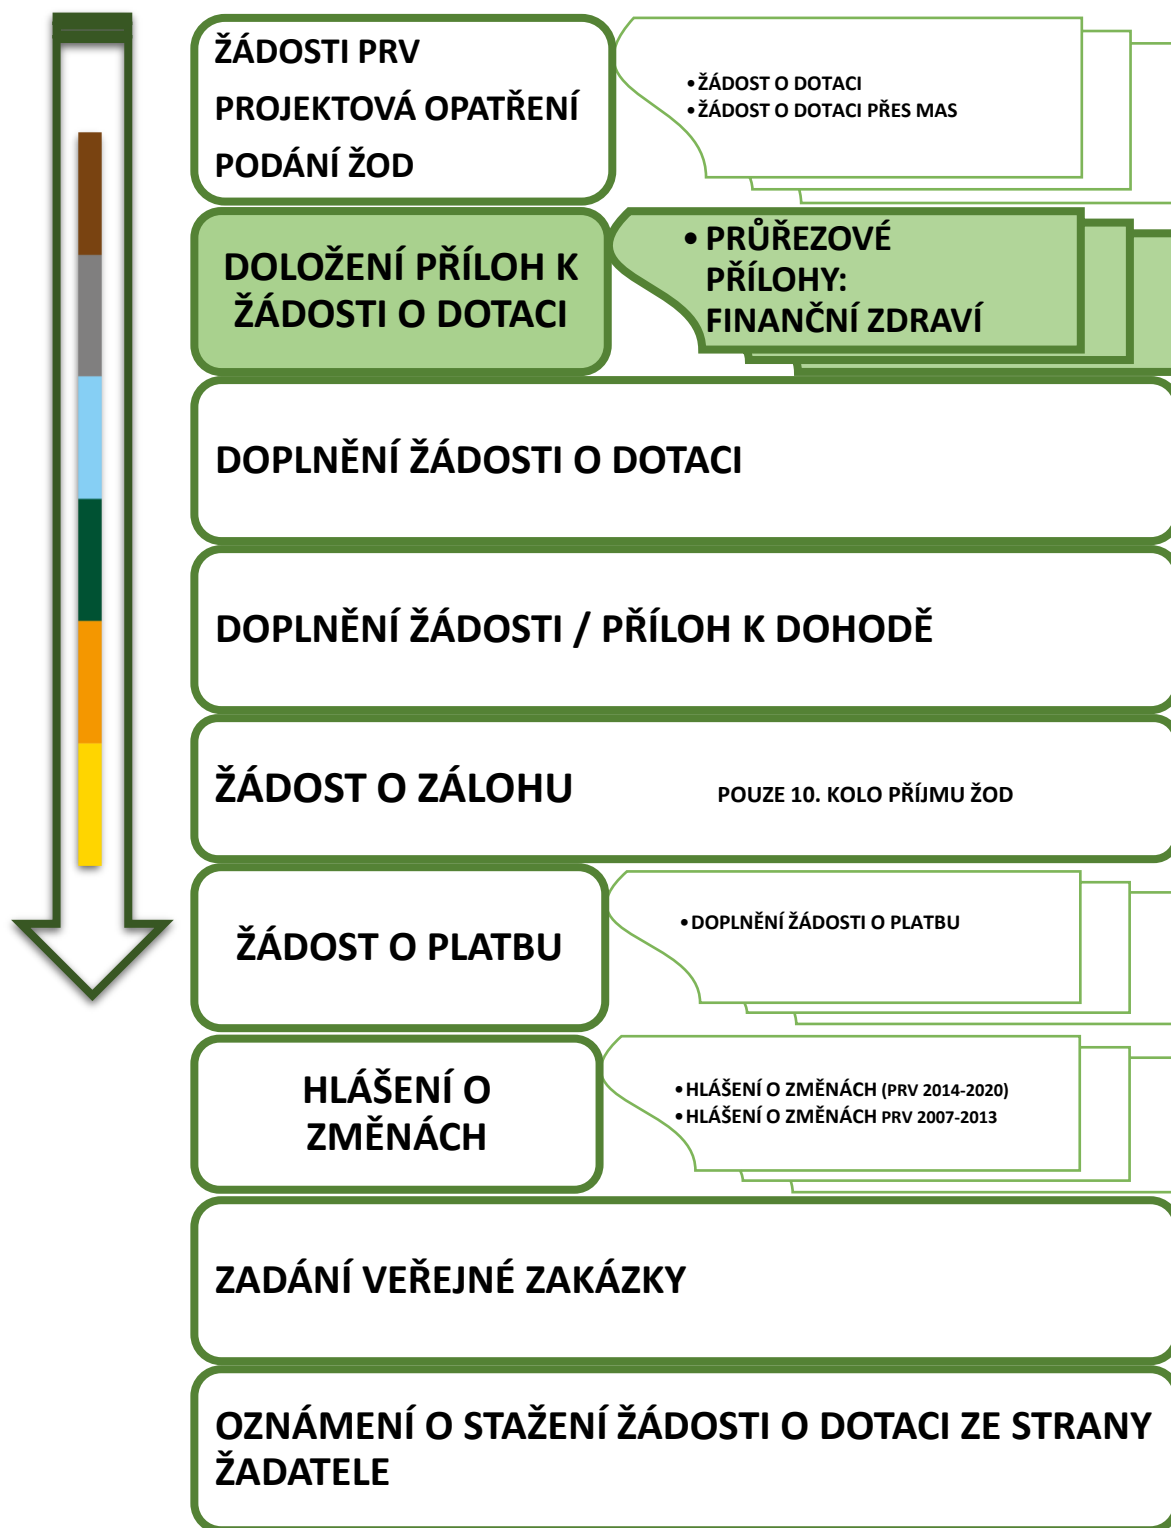 ŽÁDOSTI PRV
PROJEKTOVÁ OPATŘENÍ
PODÁNÍ ŽOD
•ŽÁDOST O DOTACI
•ŽÁDOST O DOTACI PŘES MAS
DOLOŽENÍ PŘÍLOH K
ŽÁDOSTI O DOTACI
• PRŮŘEZOVÉ
PŘÍLOHY:
FINANČNÍ ZDRAVÍ
DOPLNĚNÍ ŽÁDOSTI O DOTACI
DOPLNĚNÍ ŽÁDOSTI / PŘÍLOH K DOHODĚ
ŽÁDOST O ZÁLOHU POUZE 10. KOLO PŘÍJMU ŽOD
ŽÁDOST O PLATBU
•DOPLNĚNÍ ŽÁDOSTI O PLATBU
HLÁŠENÍ O
ZMĚNÁCH
•HLÁŠENÍ O ZMĚNÁCH (PRV 2014-2020)
•HLÁŠENÍ O ZMĚNÁCH PRV 2007-2013
ZADÁNÍ VEŘEJNÉ ZAKÁZKY
OZNÁMENÍ O STAŽENÍ ŽÁDOSTI O DOTACI ZE STRANY
ŽADATELE